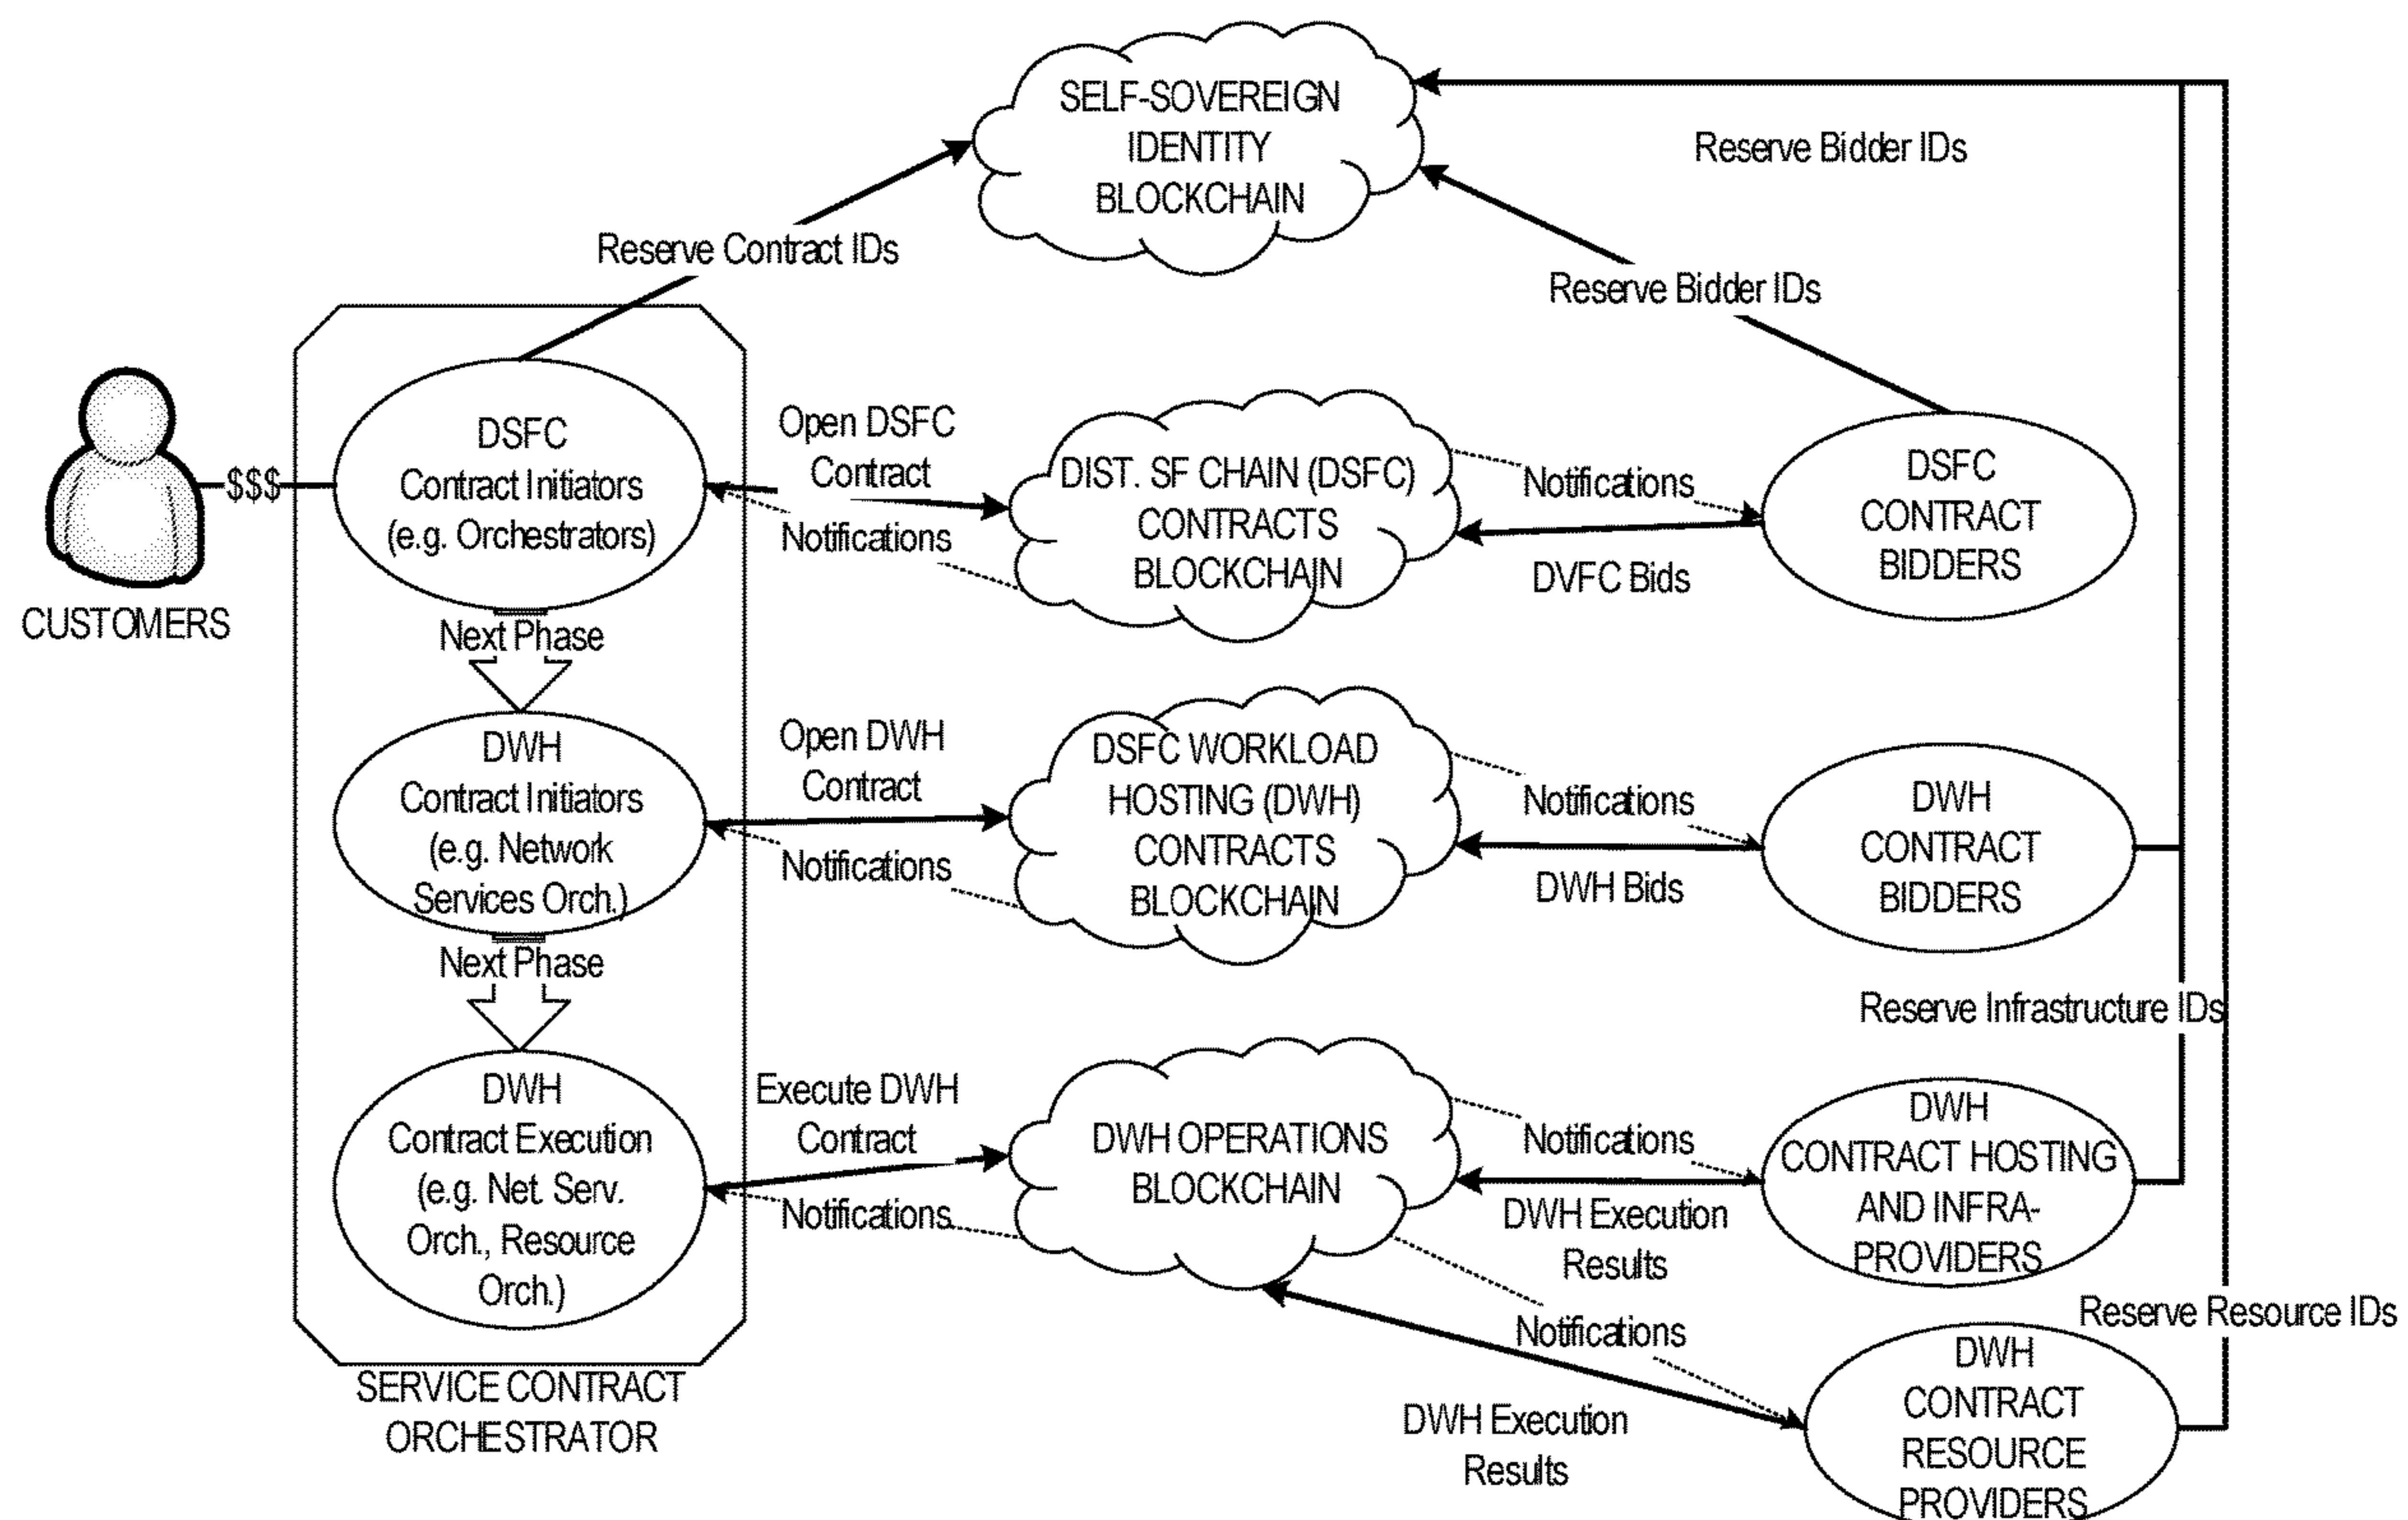 SELF-SOVEREIGN
IDENTITY
BLOCKCHAIN
Reserve Bidder IDs
Reserve Contract IDs
Reserve Bidder IDs
CUSTOMERS
$$$
DSFC
Contract Initiators
(e.g. Orchestrators)
Open DSFC
Contract
Notifications
DIST. SF CHAIN (DSFC)
CONTRACTS
BLOCKCHAIN
Notifications
DVFC Bids
DSFC
CONTRACT
BIDDERS
Next Phase
DWH
Contract Initiators
(e.g. Network
Services Orch.)
Open DWH
Contract
Notifications
DSFC WORKLOAD
HOSTING (DWH)
CONTRACTS
BLOCKCHAIN
Notifications
DWH Bids
DWH
CONTRACT
BIDDERS
Next Phase
Reserve Infrastructure IDs
DWH
Contract Execution
(e.g. Net. Serv.
Orch., Resource
Orch.)
Execute DWH
Contract
Notifications
DWH OPERATIONS
BLOCKCHAIN
Notifications
DWH Execution
Results
DWH
CONTRACT HOSTING
AND INFRA-
PROVIDERS
Reserve Resource IDs
Notifications
DWH Execution
Results
DWH
CONTRACT
RESOURCE
PROVIDERS
SERVICE CONTRACT
ORCHESTRATOR